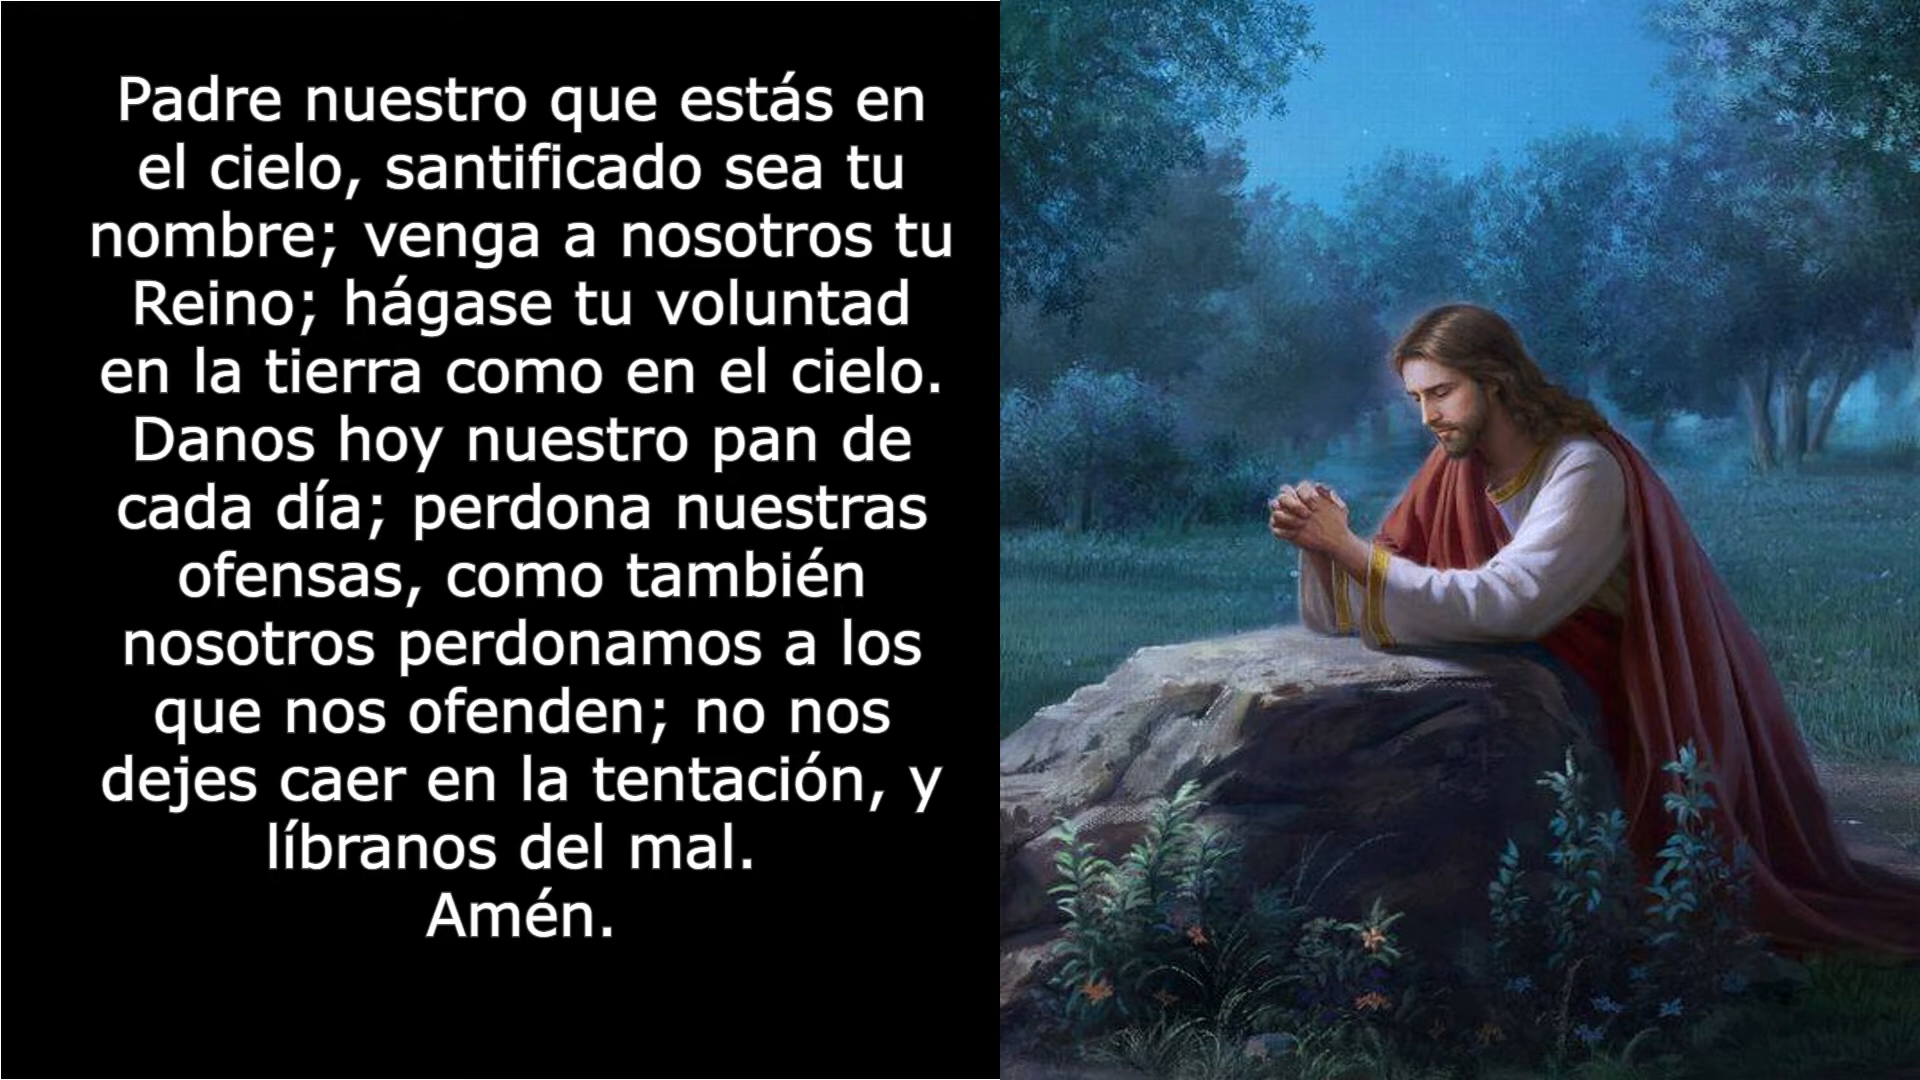 Padre nuestro que estás en
el cielo, santificado sea tu
nombre; venga a nosotros tu
Reino; hágase tu voluntad
en la tierra como en el cielo.
Danos hoy nuestro pan de
cada día; perdona nuestras
ofensas, como también
nosotros perdonamos a los
que nos ofenden; no nos
dejes caer en la tentación, y
líbranos del mal.
Amén.